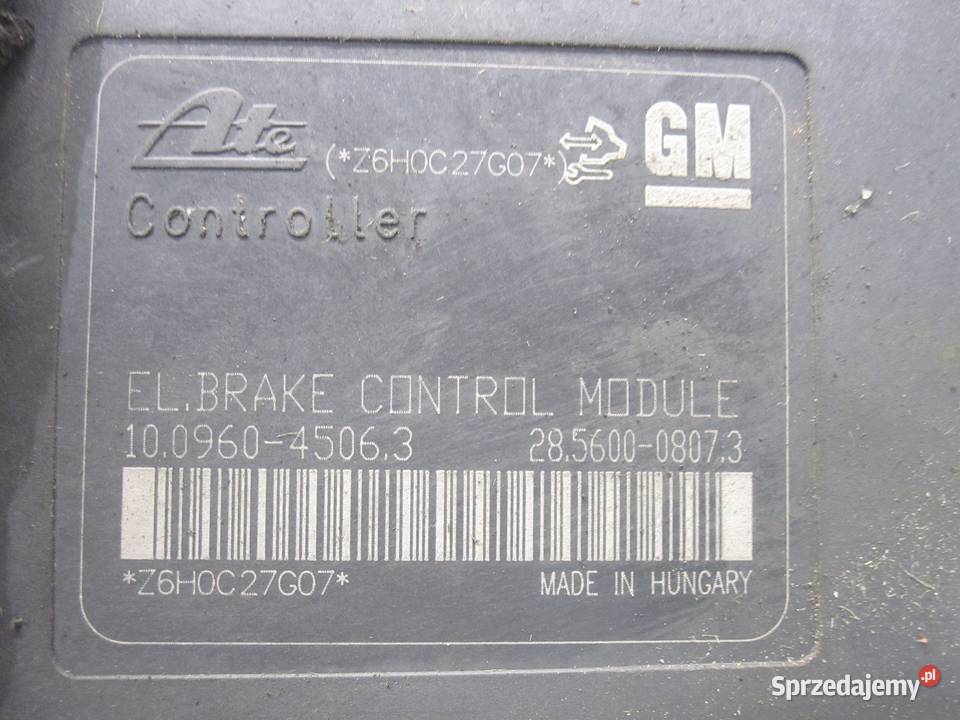 Ate
(*Z6H0C27G07*)
GM
Controller
EL.BRAKE CONTROL MODULE
10.0960-4506.3 28.5600-0807.3
*Z6H0C27G07* MADE IN HUNGARY
Sprzedajemy.pl